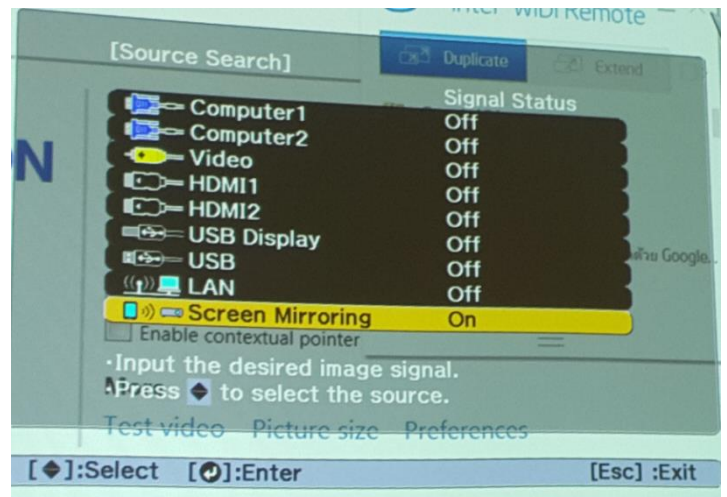 WiDi Remote
[Source Search]
Duplicate
Extend
Signal Status
Computer1 Off
Computer2 Off
Video Off
HDMI1 Off
HDMI2 Off
USB Display Off
USB Off
LAN Off
Screen Mirroring On
Google...
Enable contextual pointer
·Input the desired image signal.
·Press to select the source.
Test video Picture size Preferences
[]:Select []:Enter [Esc] :Exit